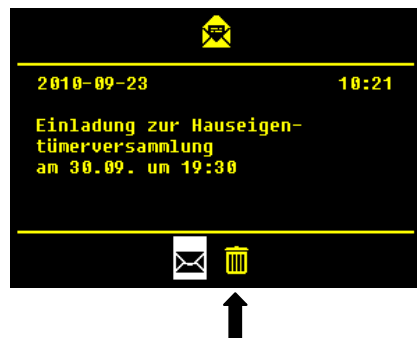 2010-09-23 10:21
Einladung zur Hauseigen-
tümerversammlung
am 30.09. um 19:30